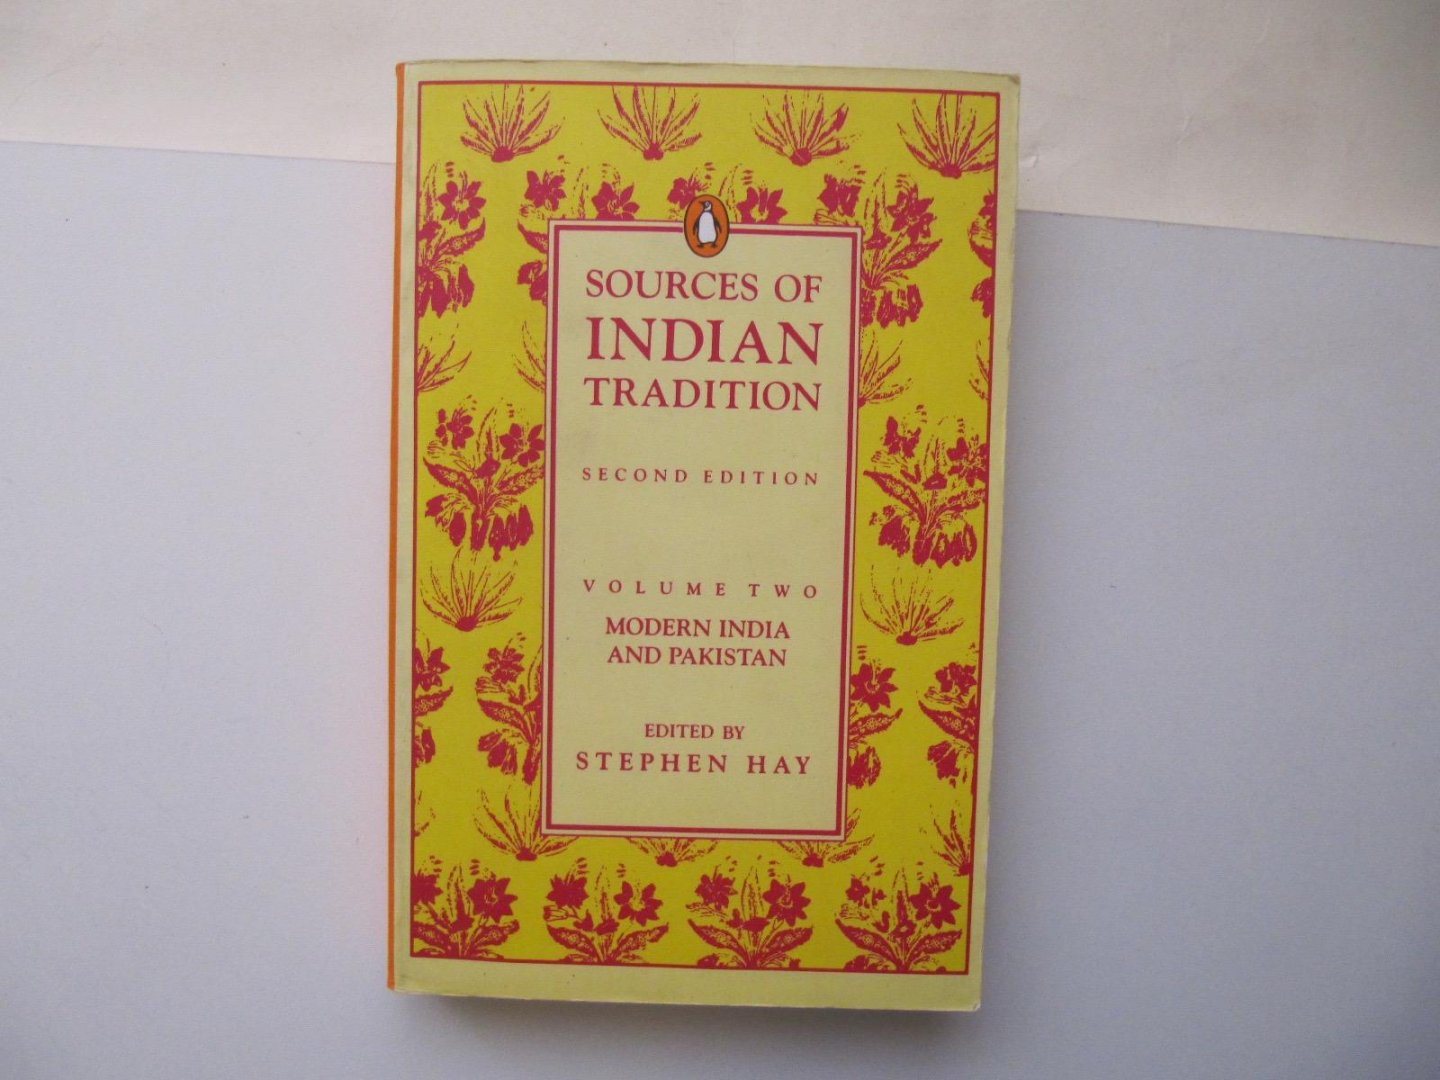 SOURCES OF
INDIAN
TRADITION
SECOND EDITION
VOLUME TWO
MODERN INDIA
AND PAKISTAN
EDITED BY
STEPHEN HAY